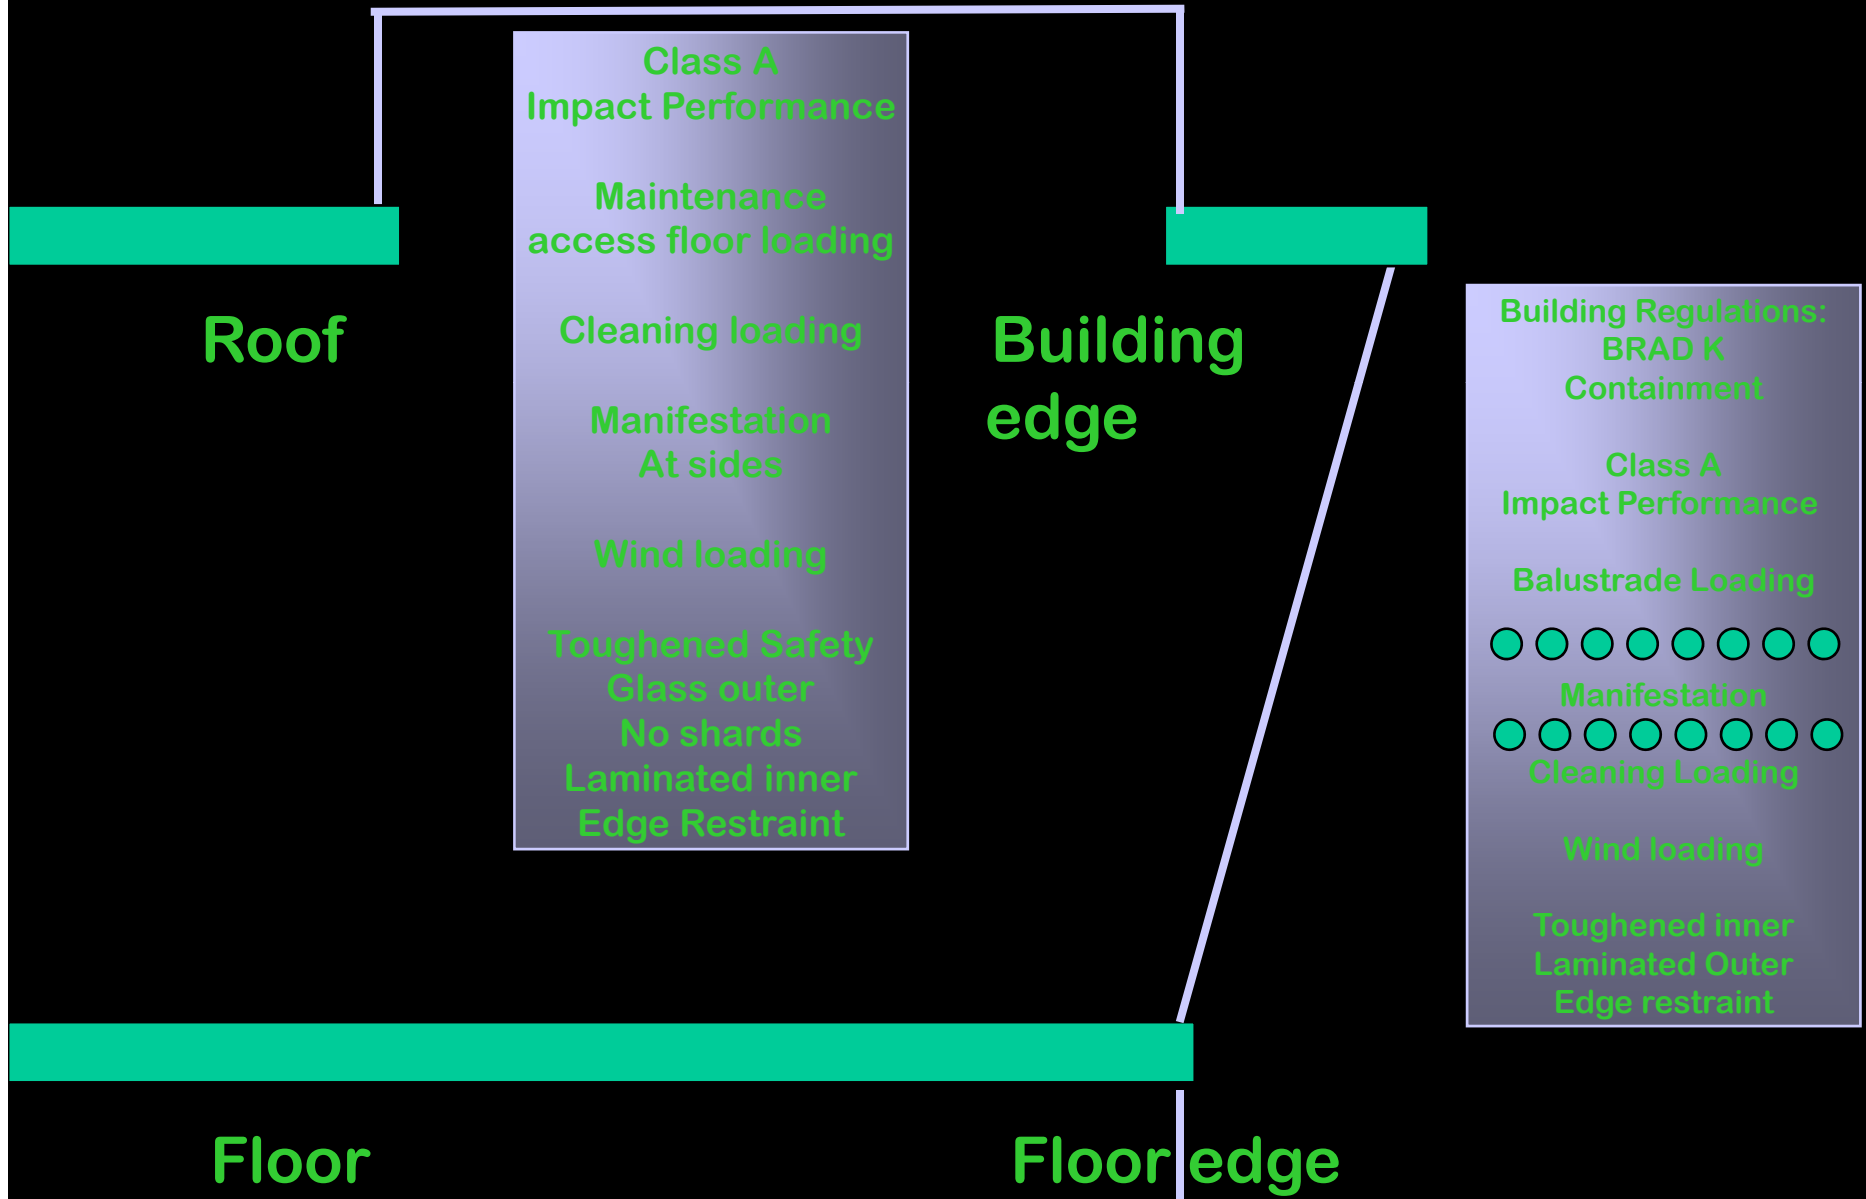 Class A
Impact Performance
Maintenance
access floor loading
Cleaning loading
Manifestation
At sides
Wind loading
Toughened Safety
Glass outer
No shards
Laminated inner
Edge Restraint
Roof
Building
edge
Building Regulations:
BRAD K
Containment
Class A
Impact Performance
Balustrade Loading
Manifestation
Cleaning Loading
Wind loading
Toughened inner
Laminated Outer
Edge restraint
Floor
Floor edge